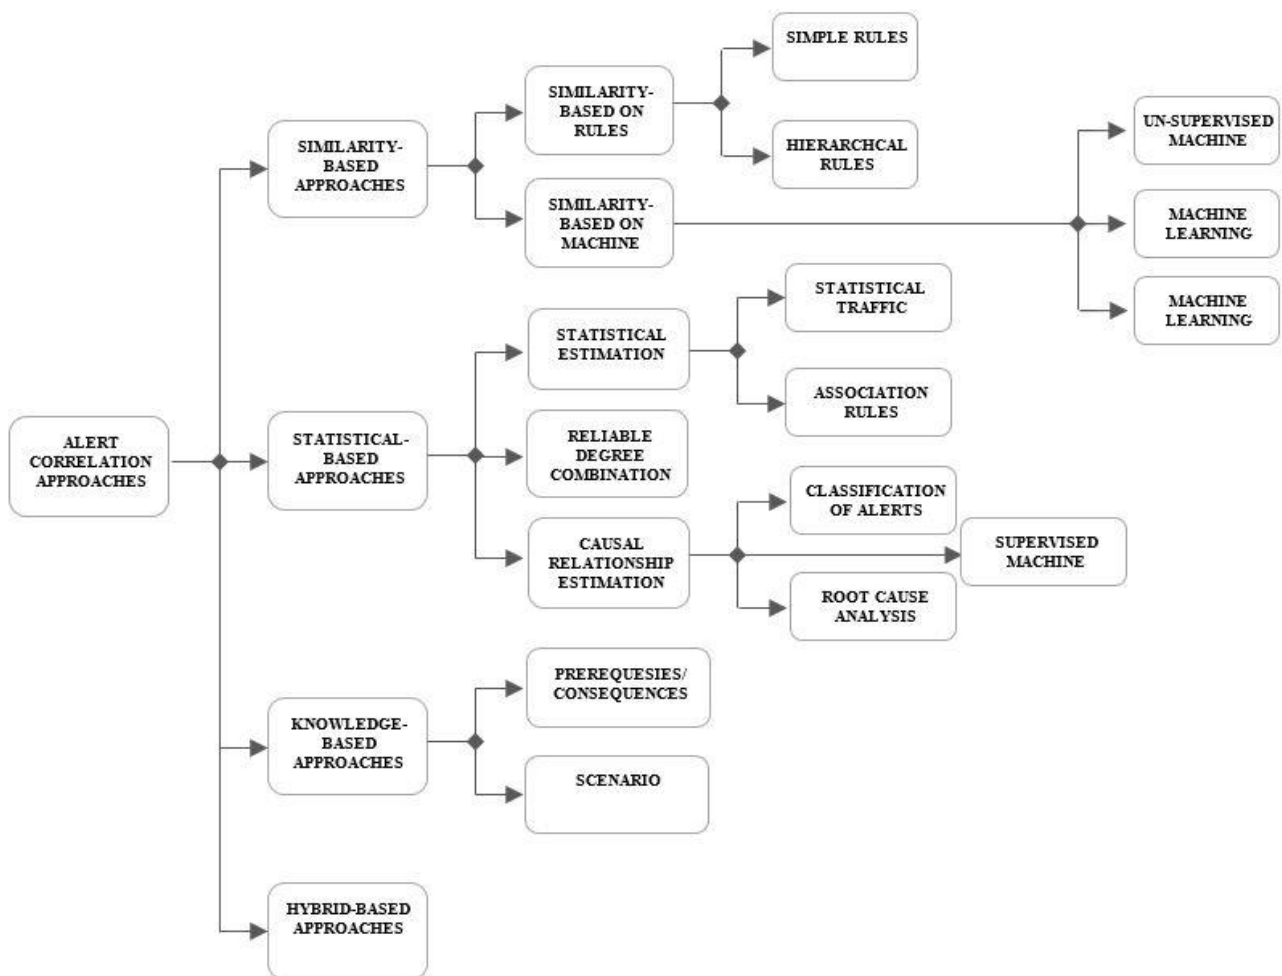 SIMPLE RULES
SIMILARITY-
BASED ON
RULES
HIERARCHCAL
RULES
UN-SUPERVISED
MACHINE
SIMILARITY-
BASED
APPROACHES
SIMILARITY-
BASED ON
MACHINE
MACHINE
LEARNING
MACHINE
LEARNING
STATISTICAL
TRAFFIC
STATISTICAL
ESTIMATION
ASSOCIATION
RULES
ALERT
CORRELATION
APPROACHES
STATISTICAL-
BASED
APPROACHES
RELIABLE
DEGREE
COMBINATION
CLASSIFICATION
OF ALERTS
CAUSAL
RELATIONSHIP
ESTIMATION
SUPERVISED
MACHINE
ROOT CAUSE
ANALYSIS
PREREQUESIES/
CONSEQUENCES
KNOWLEDGE-
BASED
APPROACHES
SCENARIO
HYBRID-BASED
APPROACHES